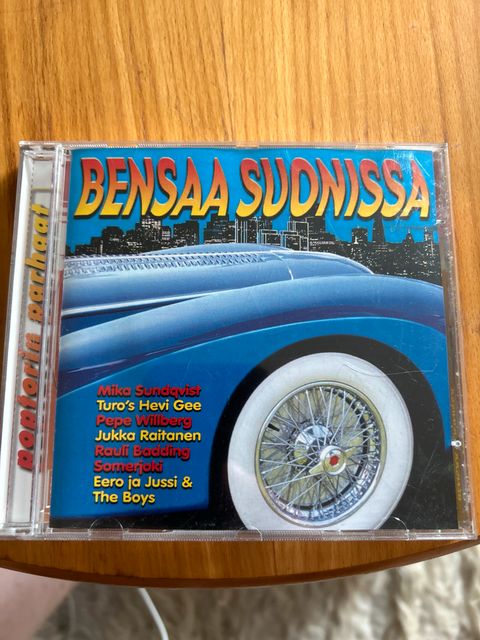 BENSAA SUONISSA
poptorin parhaat
Mika Sundqvist
Turo's Hevi Gee
Pepe Willberg
Jukka Raitanen
Rauli Badding
Somerjoki
Eero ja Jussi &
The Boys